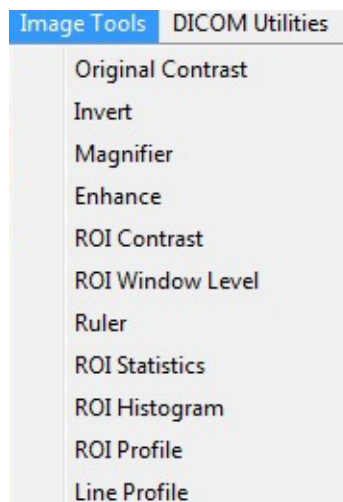 Image Tools DICOM Utilities
Original Contrast
Invert
Magnifier
Enhance
ROI Contrast
ROI Window Level
Ruler
ROI Statistics
ROI Histogram
ROI Profile
Line Profile